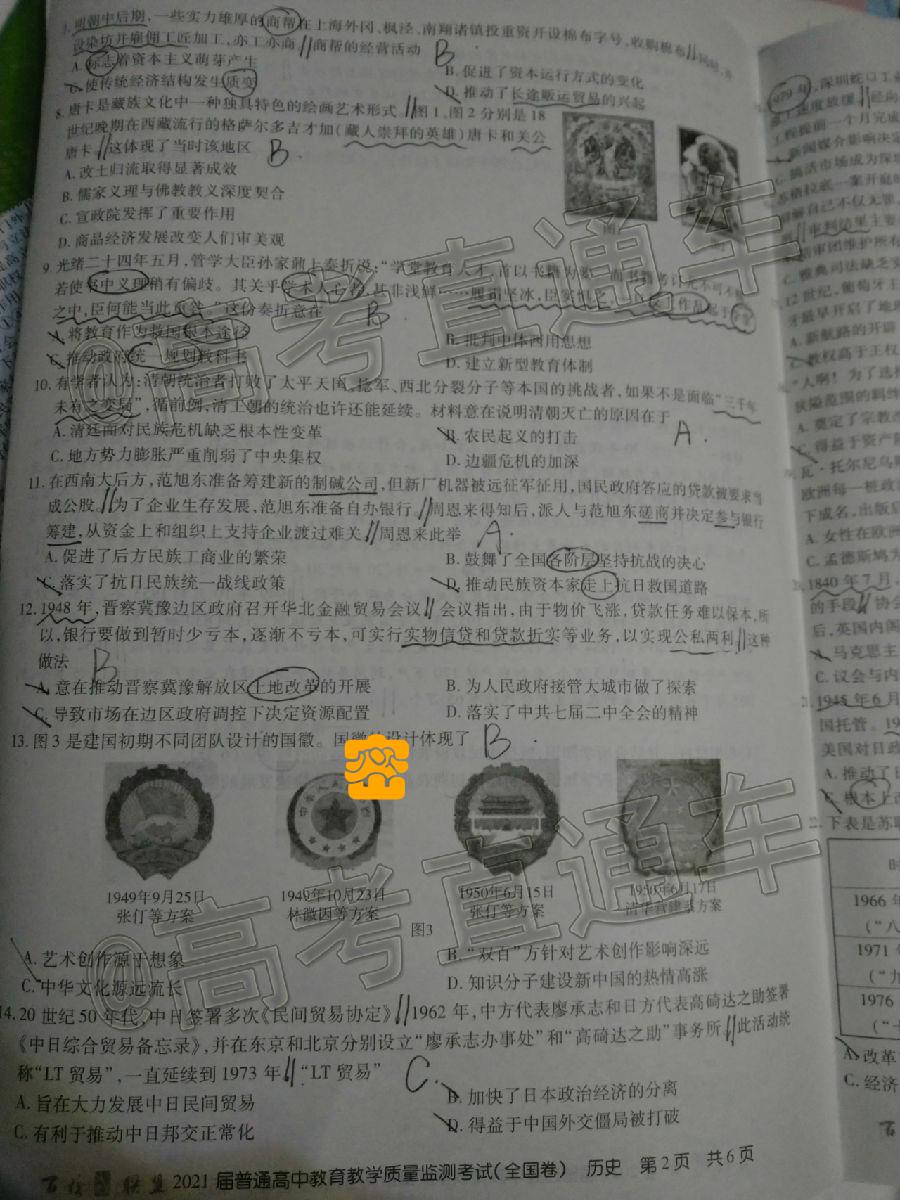 7.明朝中后期,一些实力雄厚的商帮在上海外冈、枫泾、南翔诸镇投重资开设棉布字号,收购棉布,同时,并
设染坊并雇佣工匠加工,亦工亦商。商帮的经营活动 B
A.标志着资本主义萌芽产生
B.促进了资本运行方式的变化
C.使传统经济结构发生质变
D.推动了长途贩运贸易的兴起
8.唐卡是藏族文化中一种独具特色的绘画艺术形式。图1、图2分别是18
世纪晚期在西藏流行的格萨尔多吉才加(藏人崇拜的英雄)唐卡和关公
唐卡。这体现了当时该地区 B
A.改土归流取得显著成效
B.儒家义理与佛教教义深度契合
C.宣政院发挥了重要作用
D.商品经济发展改变人们审美观
9.光绪二十四年五月,管学大臣孙家鼐上奏折说:“学堂教育人才,首以书籍为要
若使书中义理稍有偏歧。其关乎学术人心者,甚非浅鲜……履霜坚冰,臣实惧之
之中,臣何能当此重咎。”这份奏折意在 B
A.将教育作为救国根本途径
B.批判中体西用思想
C.推动政府统一规划教科书
D.建立新型教育体制
10.有学者认为:清朝统治者打败了太平天国、捻军、西北分裂分子等本国的挑战者,如果不是面临“三千年
未有之变局”,循前例,清王朝的统治也许还能延续。材料意在说明清朝灭亡的原因在于 A
A.清廷面对民族危机缺乏根本性变革
B.农民起义的打击
C.地方势力膨胀严重削弱了中央集权
D.边疆危机的加深
11.在西南大后方,范旭东准备筹建新的制碱公司,但新厂机器被远征军征用,国民政府答应的贷款被要求当
成公股。为了企业生存发展,范旭东准备自办银行。周恩来得知后,派人与范旭东磋商并决定参与银行
筹建,从资金上和组织上支持企业渡过难关。周恩来此举 A
A.促进了后方民族工商业的繁荣
B.鼓舞了全国各阶层坚持抗战的决心
C.落实了抗日民族统一战线政策
D.推动民族资本家走上抗日救国道路
12.1948年,晋察冀豫边区政府召开华北金融贸易会议。会议指出,由于物价飞涨,贷款任务难以保本,所
以,银行要做到暂时少亏本,逐渐不亏本,可实行实物信贷和贷款折实等业务,以实现公私两利。这种
做法 B
A.意在推动晋察冀豫解放区土地改革的开展
B.为人民政府接管大城市做了探索
C.导致市场在边区政府调控下决定资源配置
D.落实了中共七届二中全会的精神
13.图3是建国初期不同团队设计的国徽。国徽的设计体现了 B
1949年9月25日
张仃等方案
1949年10月23日
林徽因等方案
1950年6月15日
张仃等方案
1950年6月17日
清华营建系方案
图3
A.艺术创作源于想象
B.“双百”方针对艺术创作影响深远
C.中华文化源远流长
D.知识分子建设新中国的热情高涨
14.20世纪50年代,中日签署多次《民间贸易协定》。1962年,中方代表廖承志和日方代表高碕达之助签署
《中日综合贸易备忘录》,并在东京和北京分别设立“廖承志办事处”和“高碕达之助”事务所。此活动统
称“LT贸易”,一直延续到1973年。“LT贸易” C
A.旨在大力发展中日民间贸易
B.加快了日本政治经济的分离
C.有利于推动中日邦交正常化
D.得益于中国外交僵局被打破
2021届普通高中教育教学质量监测考试(全国卷) 历史 第2页 共6页
@高考直通车
@高考直通车